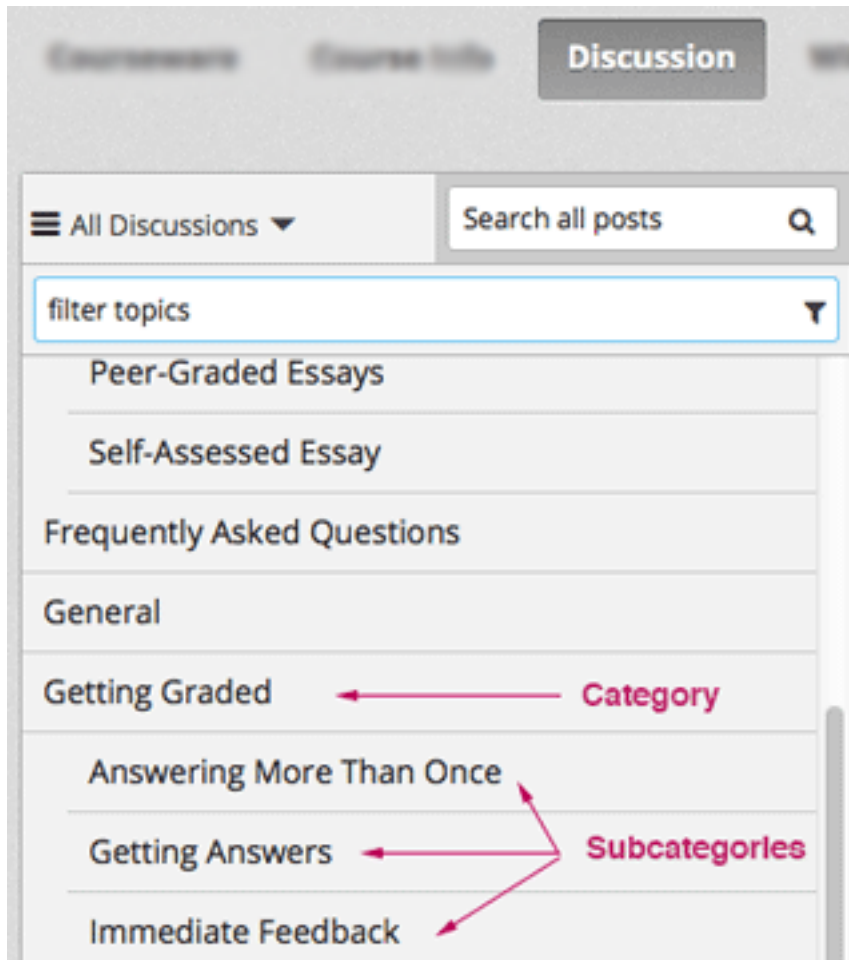 Discussion
All Discussions
Search all posts
filter topics
Peer-Graded Essays
Self-Assessed Essay
Frequently Asked Questions
General
Getting Graded
Category
Answering More Than Once
Getting Answers
Subcategories
Immediate Feedback